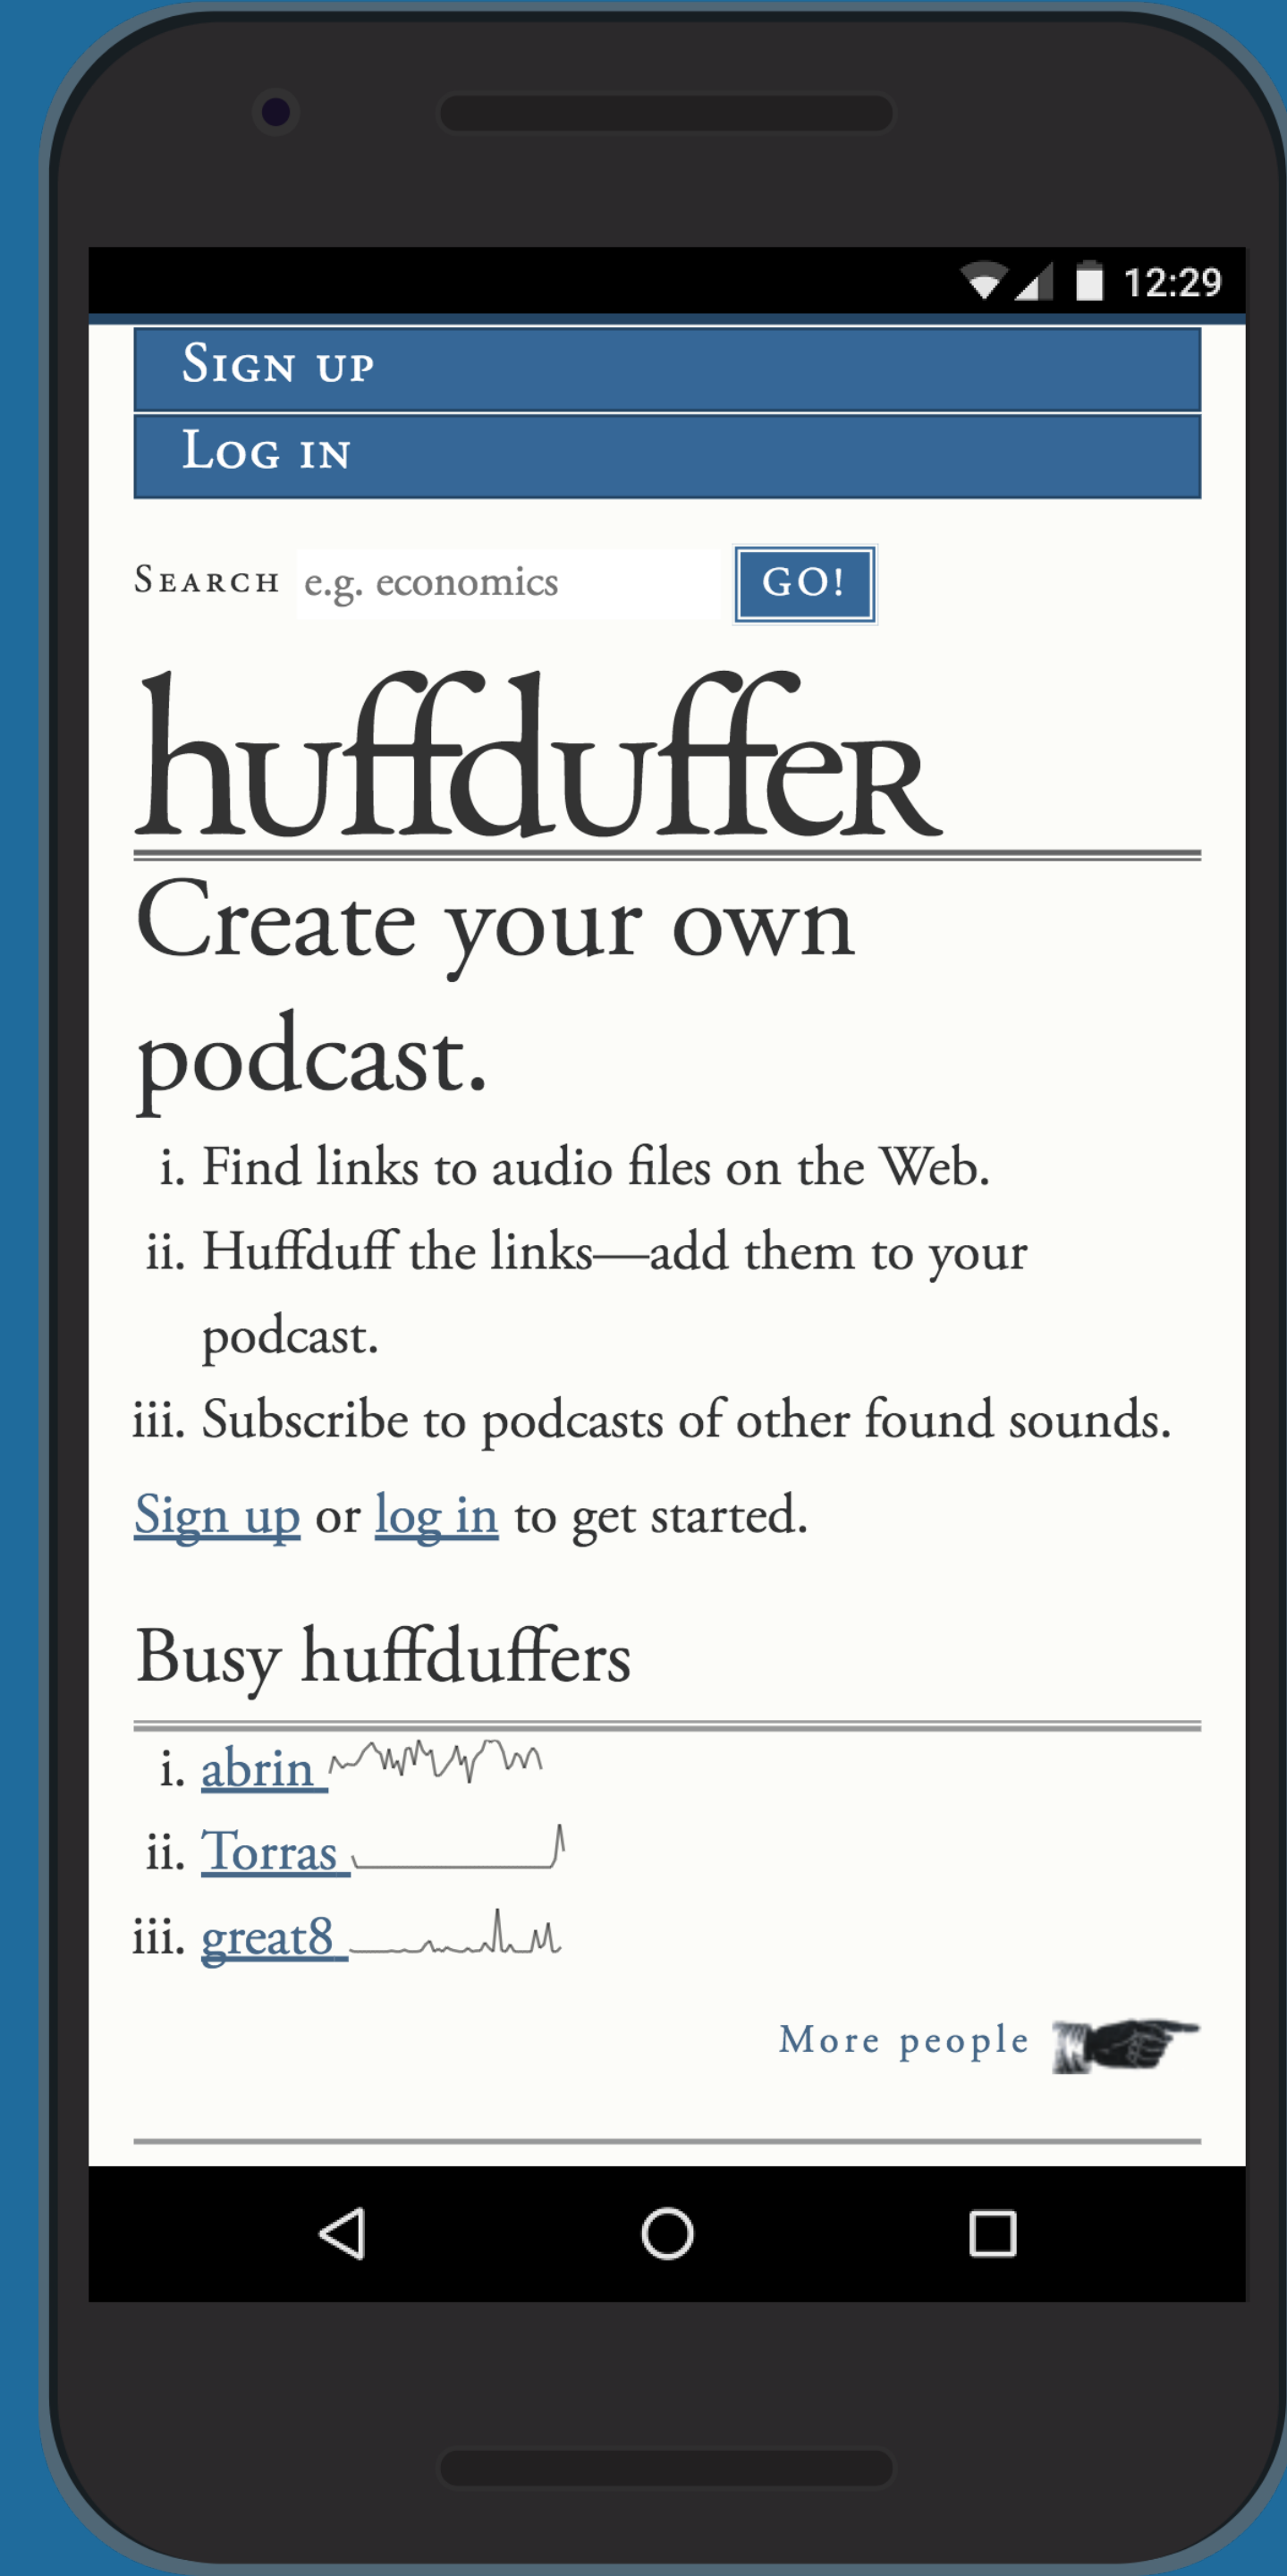 12:29
Sign up
Log in
Search e.g. economics GO!
huffduffer
Create your own
podcast.
i. Find links to audio files on the Web.
ii. Huffduff the links—add them to your
podcast.
iii. Subscribe to podcasts of other found sounds.
Sign up or log in to get started.
Busy huffduffers
i. abrin
ii. Torras
iii. great8
More people